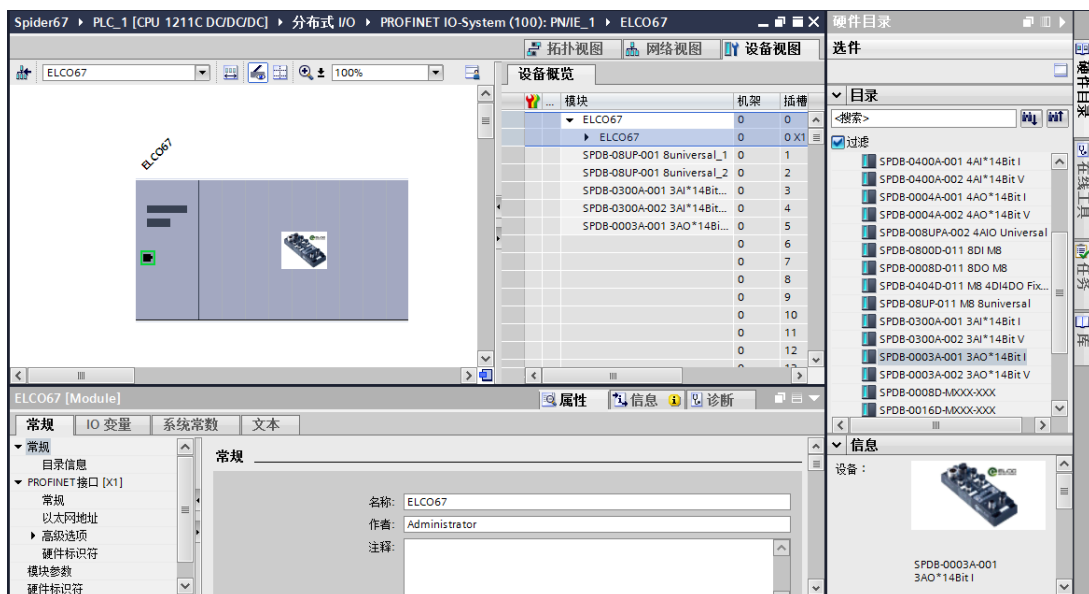 Spider67 ▸ PLC_1 [CPU 1211C DC/DC/DC] ▸ 分布式 I/O ▸ PROFINET IO-System (100): PN/IE_1 ▸ ELCO67
拓扑视图 网络视图 设备视图
ELCO67 100%
ELCO67
设备概览
... 模块 机架 插槽
ELCO67 0 0
ELCO67 0 0 X1
SPDB-08UP-001 8universal_1 0 1
SPDB-08UP-001 8universal_2 0 2
SPDB-0300A-001 3AI*14Bit... 0 3
SPDB-0300A-002 3AI*14Bit... 0 4
SPDB-0003A-001 3AO*14Bi... 0 5
0 6
0 7
0 8
0 9
0 10
0 11
0 12
ELCO67 [Module]
属性 信息 诊断
常规 IO 变量 系统常数 文本
常规
目录信息
PROFINET接口 [X1]
常规
以太网地址
高级选项
硬件标识符
模块参数
硬件标识符
常规
名称: ELCO67
作者: Administrator
注释:
硬件目录
选件
目录
<搜索>
过滤
SPDB-0400A-001 4AI*14Bit I
SPDB-0400A-002 4AI*14Bit V
SPDB-0004A-001 4AO*14Bit I
SPDB-0004A-002 4AO*14Bit V
SPDB-008UPA-002 4AIO Universal
SPDB-0800D-011 8DI M8
SPDB-0008D-011 8DO M8
SPDB-0404D-011 M8 4DI4DO Fix...
SPDB-08UP-011 M8 8universal
SPDB-0300A-001 3AI*14Bit I
SPDB-0300A-002 3AI*14Bit V
SPDB-0003A-001 3AO*14Bit I
SPDB-0003A-002 3AO*14Bit V
SPDB-0008D-MXXX-XXX
SPDB-0016D-MXXX-XXX
信息
设备：
ELCO
SPDB-0003A-001
3AO*14Bit I
硬件目录
在线工具
任务
库